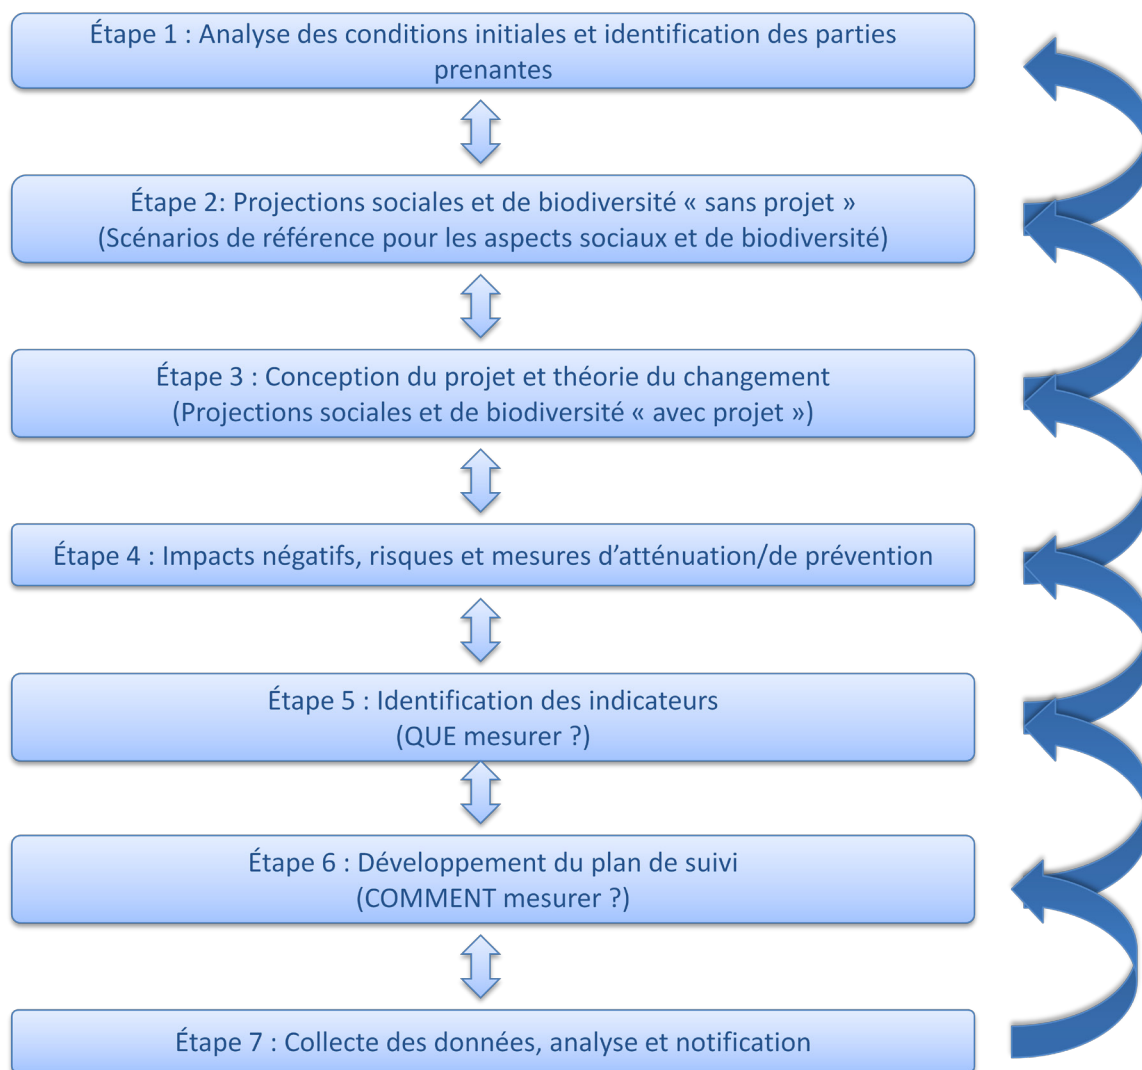 Étape 1 : Analyse des conditions initiales et identification des parties
prenantes
Étape 2: Projections sociales et de biodiversité « sans projet »
(Scénarios de référence pour les aspects sociaux et de biodiversité)
Étape 3 : Conception du projet et théorie du changement
(Projections sociales et de biodiversité « avec projet »)
Étape 4 : Impacts négatifs, risques et mesures d’atténuation/de prévention
Étape 5 : Identification des indicateurs
(QUE mesurer ?)
Étape 6 : Développement du plan de suivi
(COMMENT mesurer ?)
Étape 7 : Collecte des données, analyse et notification